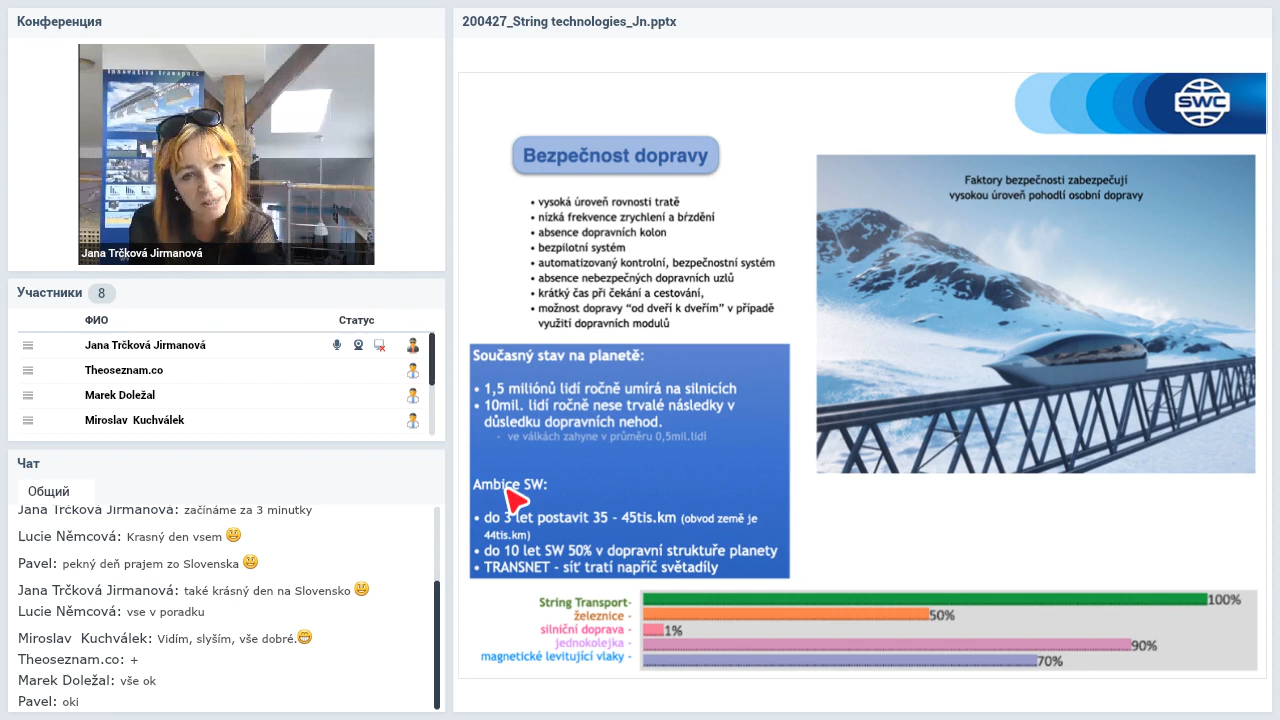 Конференция
Innovative transport
Jana Trčková Jirmanová
Участники 8
ФИО Статус
Jana Trčková Jirmanová
Theoseznam.co
Marek Doležal
Miroslav Kuchválek
Чат
Общий
Jana Trčková Jirmanová: začínáme za 3 minutky
Lucie Němcová: Krasný den vsem
Pavel: pekný deň prajem zo Slovenska
Jana Trčková Jirmanová: také krásný den na Slovensko
Lucie Němcová: vse v poradku
Miroslav Kuchválek: Vidím, slyším, vše dobré.
Theoseznam.co: +
Marek Doležal: vše ok
Pavel: oki
200427_String technologies_Jn.pptx
SWC
Bezpečnost dopravy
• vysoká úroveň rovnosti tratě
• nízká frekvence zrychlení a bŕzdění
• absence dopravních kolon
• bezpilotní systém
• automatizovaný kontrolní, bezpečnostní systém
• absence nebezpečných dopravních uzlů
• krátký čas při čekání a cestování,
• možnost dopravy “od dveří k dveřím” v případě
využití dopravních modulů
Faktory bezpečnosti zabezpečují
vysokou úroveň pohodlí osobní dopravy
Současný stav na planetě:
• 1,5 miliónů lidí ročně umírá na silnicích
• 10mil. lidí ročně nese trvalé následky v
důsledku dopravních nehod.
- ve válkách zahyne v průměru 0,5mil.lidí
Ambice SW:
• do 3 let postavit 35 - 45tis.km (obvod země je
44tis.km)
• do 10 let SW 50% v dopravní struktuře planety
• TRANSNET - síť tratí napříč světadíly
String Transport- 100%
železnice - 50%
silniční doprava - 1%
jednokolejka - 90%
magnetické levitující vlaky - 70%